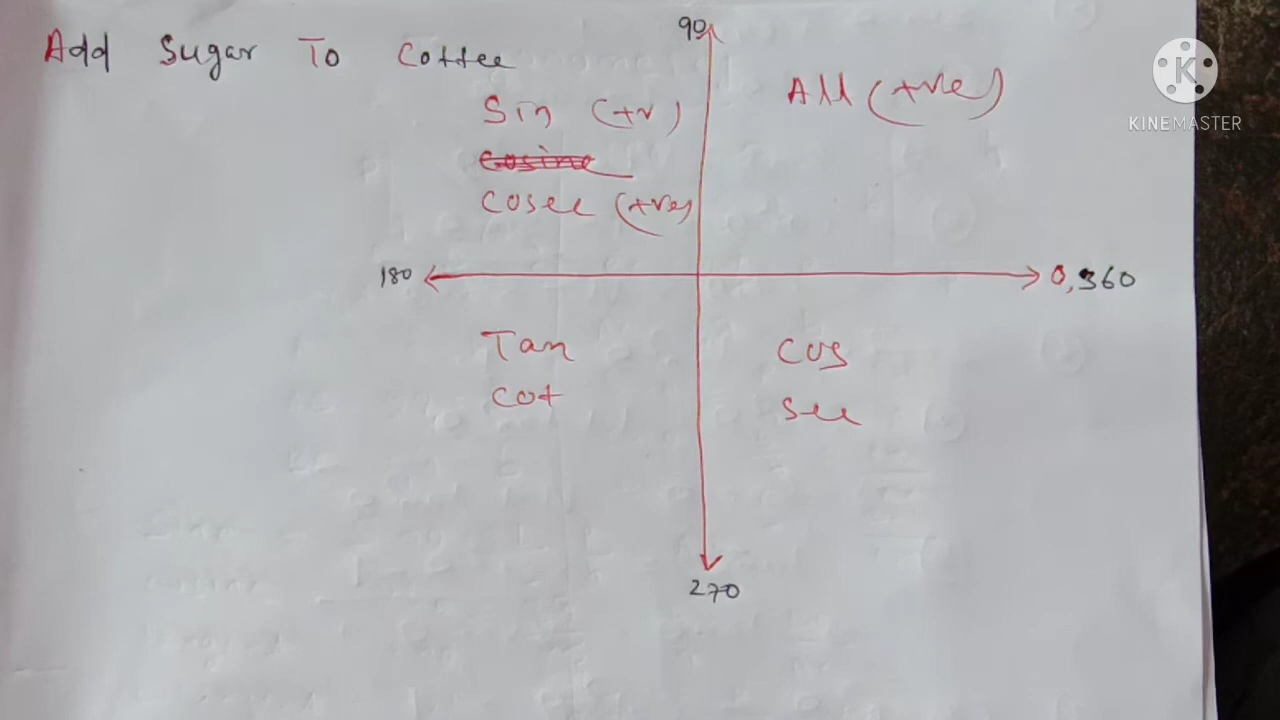 Add Sugar To Coffee
90
All (+ve)
Sin (+v)
Cosine
Cosec (+ve)
180
0, 360
Tan
Cos
Cot
Sec
270
KINEMASTER